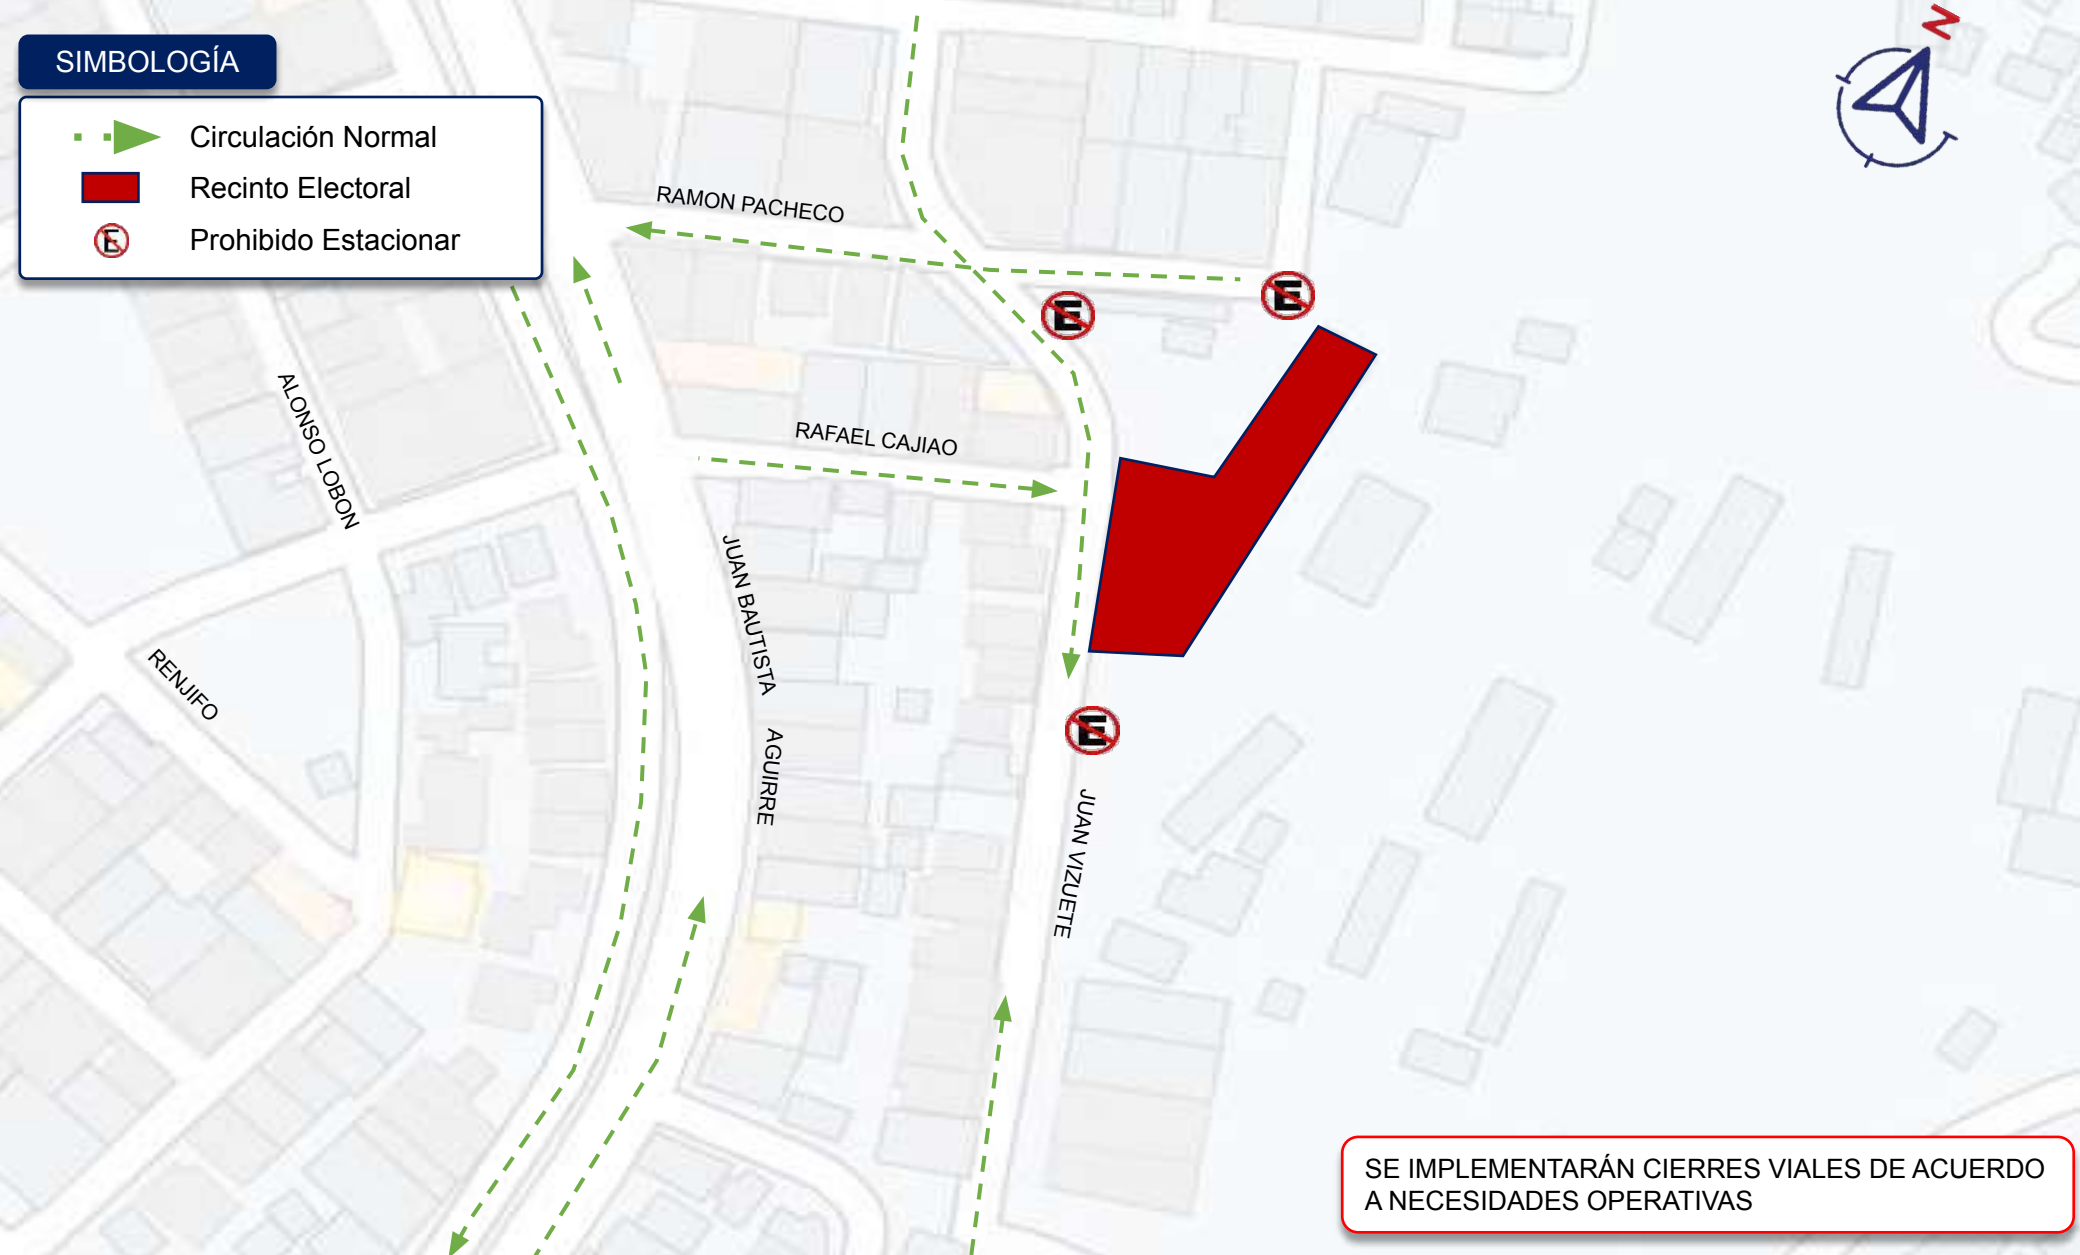 N
SIMBOLOGÍA
Circulación Normal
Recinto Electoral
E
Prohibido Estacionar
RAMON PACHECO
E
E
ALONSO LOBON
RAFAEL CAJIAO
JUAN BAUTISTA
AGUIRRE
RENJIFO
E
JUAN VIZUETE
SE IMPLEMENTARÁN CIERRES VIALES DE ACUERDO
A NECESIDADES OPERATIVAS